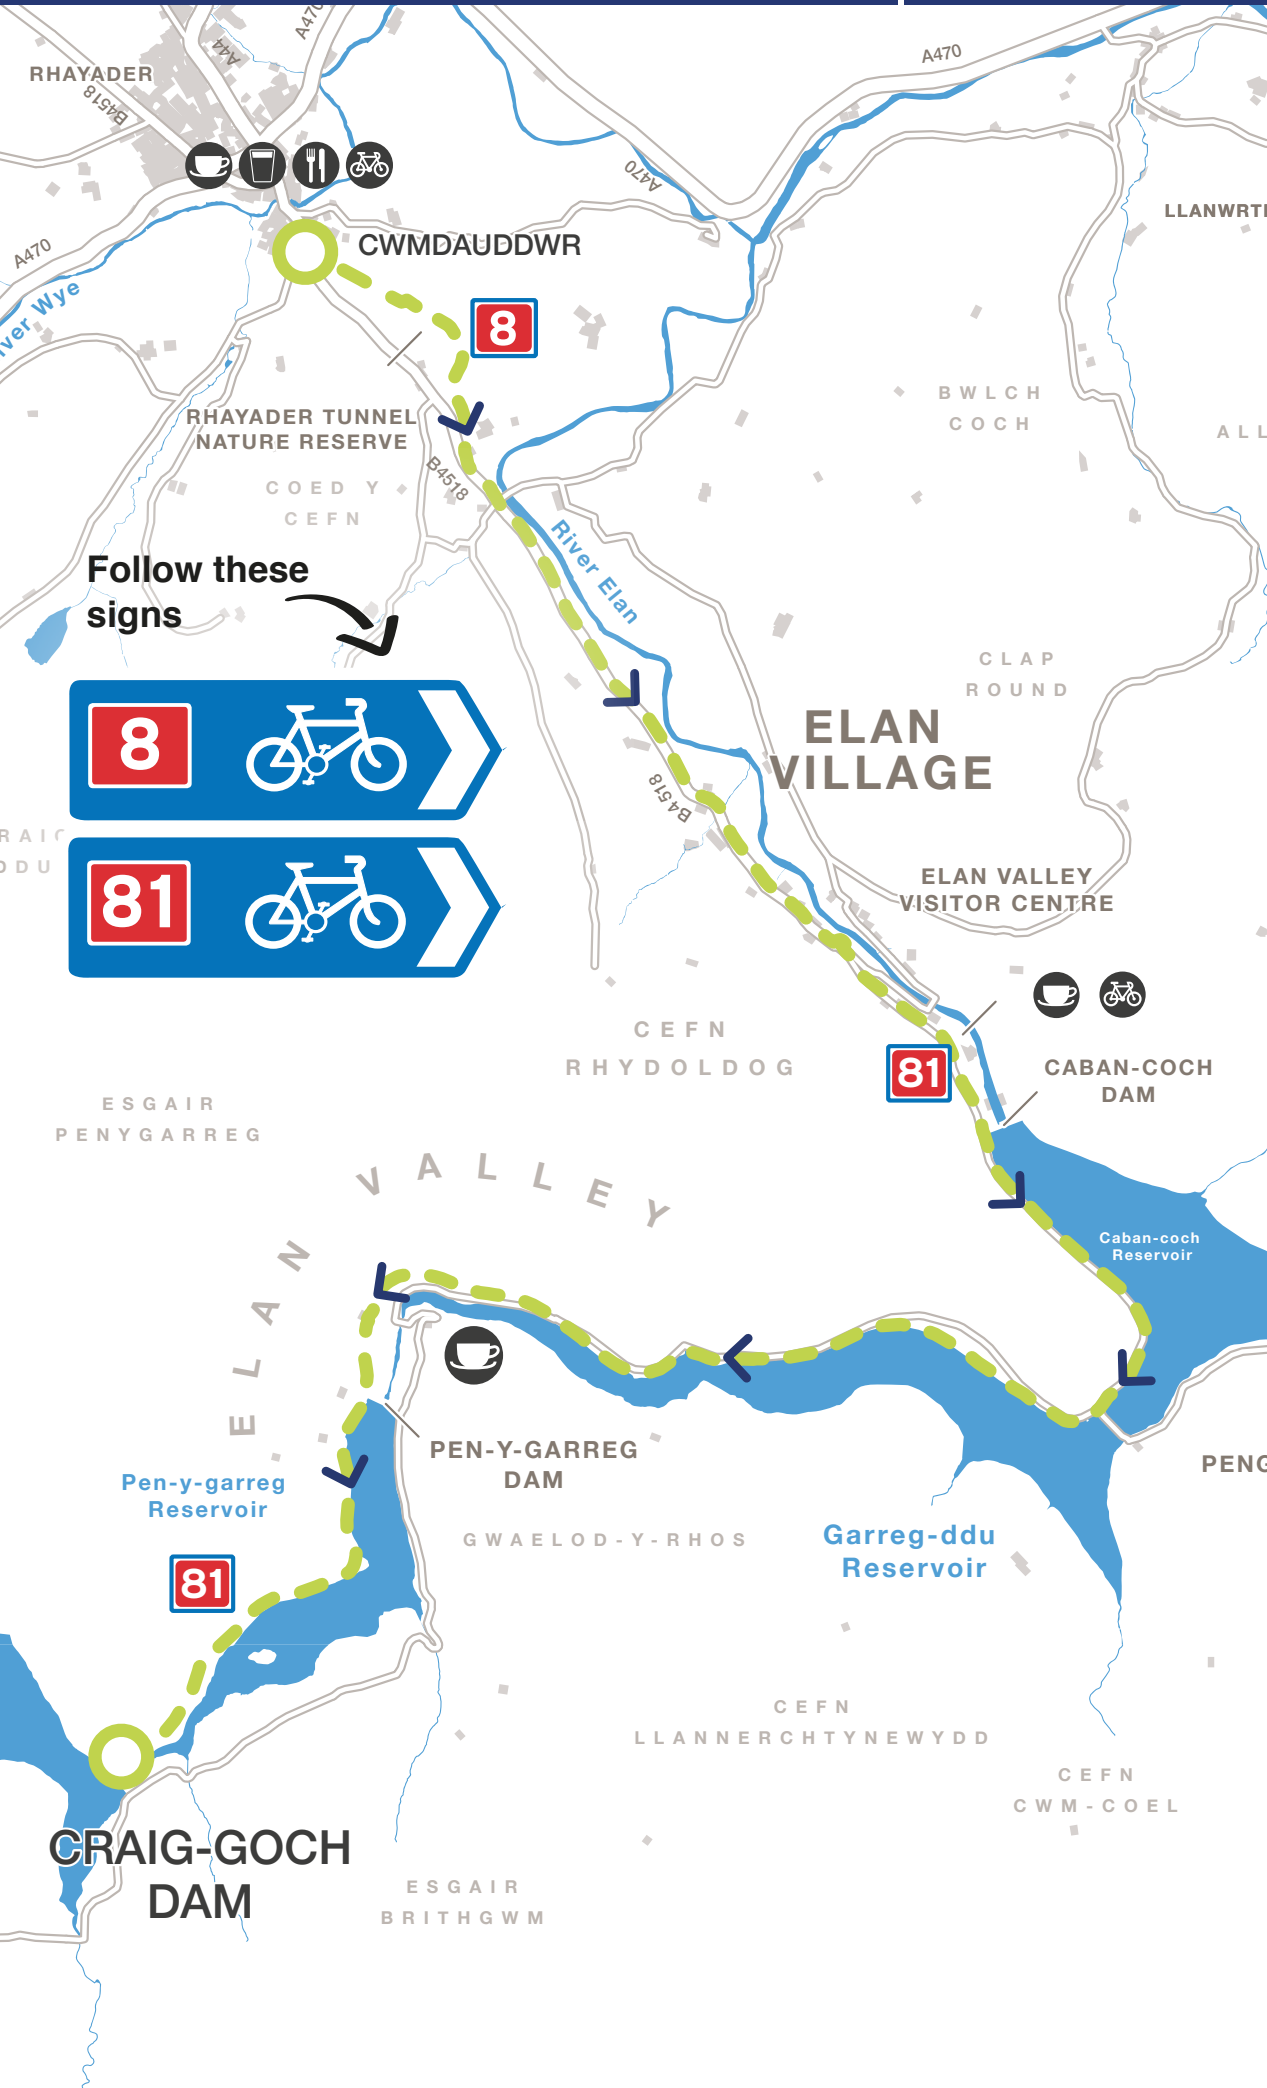 A470
A44
A470
RHAYADER
B4518
A470
LLANWRTH
A470
CWMDAUDDWR
River Wye
8
BWLCH
COCH
RHAYADER TUNNEL
NATURE RESERVE
B4518
COED Y
CEFN
River Elan
Follow these
signs
CLAP
ROUND
8
ELAN
VILLAGE
B4518
81
ELAN VALLEY
VISITOR CENTRE
CEFN
RHYDOLDOG
81
CABAN-COCH
DAM
ESGAIR
PENYGARREG
ELAN VALLEY
Caban-coch
Reservoir
PEN-Y-GARREG
DAM
Pen-y-garreg
Reservoir
GWAELOD-Y-RHOS
Garreg-ddu
Reservoir
81
CEFN
LLANNERCHTYNEWYDD
CEFN
CWM-COEL
CRAIG-GOCH
DAM
ESGAIR
BRITHGWM